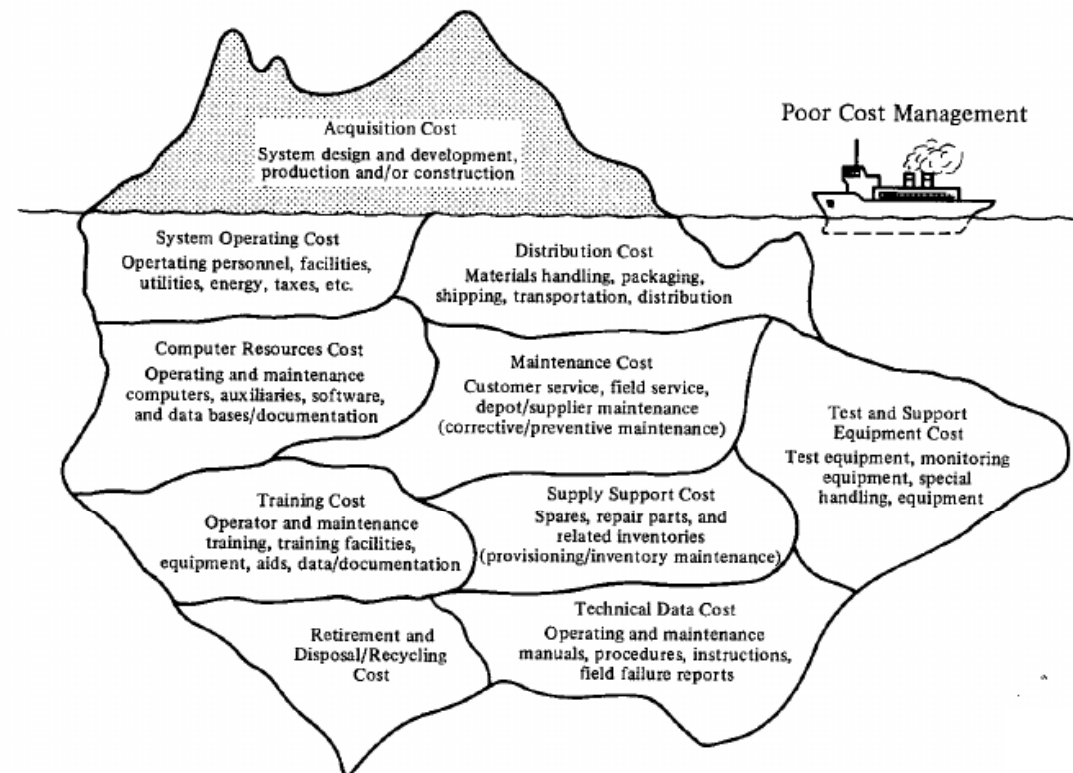 Poor Cost Management
Acquisition Cost
System design and development,
production and/or construction
System Operating Cost
Opertating personnel, facilities,
utilities, energy, taxes, etc.
Distribution Cost
Materials handling, packaging,
shipping, transportation, distribution
Computer Resources Cost
Operating and maintenance
computers, auxiliaries, software,
and data bases/documentation
Maintenance Cost
Customer service, field service,
depot/supplier maintenance
(corrective/preventive maintenance)
Test and Support
Equipment Cost
Test equipment, monitoring
equipment, special
handling, equipment
Training Cost
Operator and maintenance
training, training facilities,
equipment, aids, data/documentation
Supply Support Cost
Spares, repair parts, and
related inventories
(provisioning/inventory maintenance)
Retirement and
Disposal/Recycling
Cost
Technical Data Cost
Operating and maintenance
manuals, procedures, instructions,
field failure reports